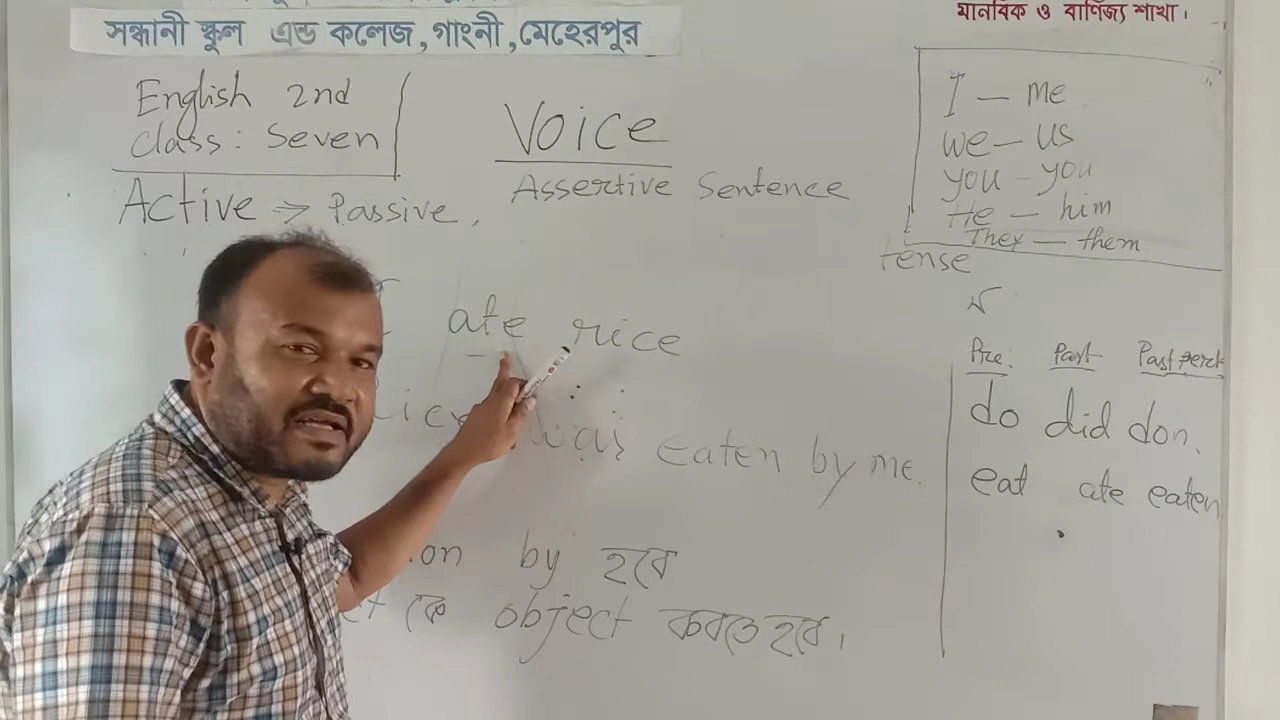 সন্ধানী স্কুল এন্ড কলেজ, গাংনী, মেহেরপুর
মানবিক ও বাণিজ্য শাখা।
English 2nd
class: Seven
Voice
Assertive Sentence
Active ⇒ Passive,
I — me
we — us
you - you
He — him
They — them
tense
ate rice
was eaten by me.
by হবে
কে object করতে হবে।
Pre. Past Past
do did don.
eat ate eaten